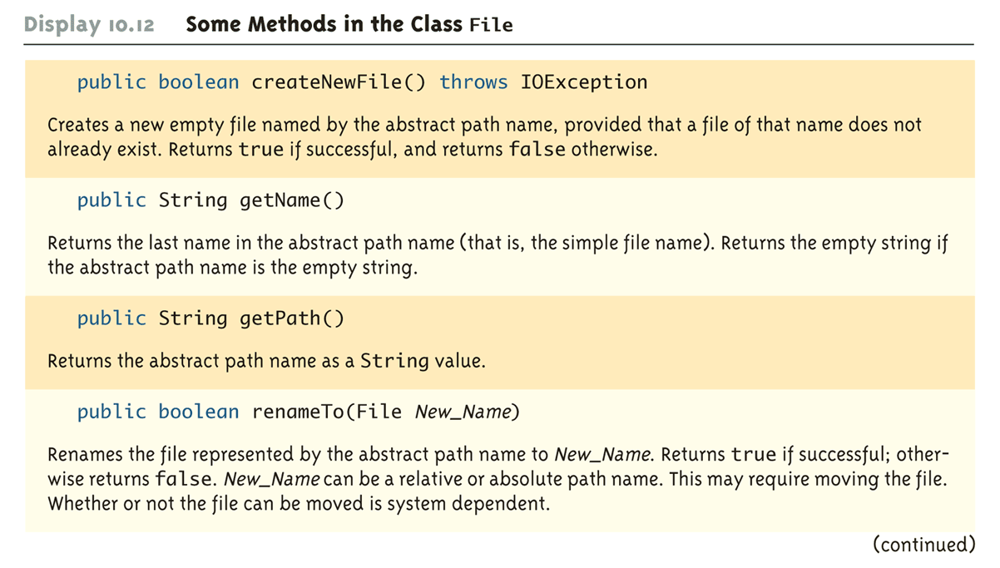 Display 10.12 Some Methods in the Class File
public boolean createNewFile() throws IOException
Creates a new empty file named by the abstract path name, provided that a file of that name does not
already exist. Returns true if successful, and returns false otherwise.
public String getName()
Returns the last name in the abstract path name (that is, the simple file name). Returns the empty string if
the abstract path name is the empty string.
public String getPath()
Returns the abstract path name as a String value.
public boolean renameTo(File New_Name)
Renames the file represented by the abstract path name to New_Name. Returns true if successful; other-
wise returns false. New_Name can be a relative or absolute path name. This may require moving the file.
Whether or not the file can be moved is system dependent.
(continued)